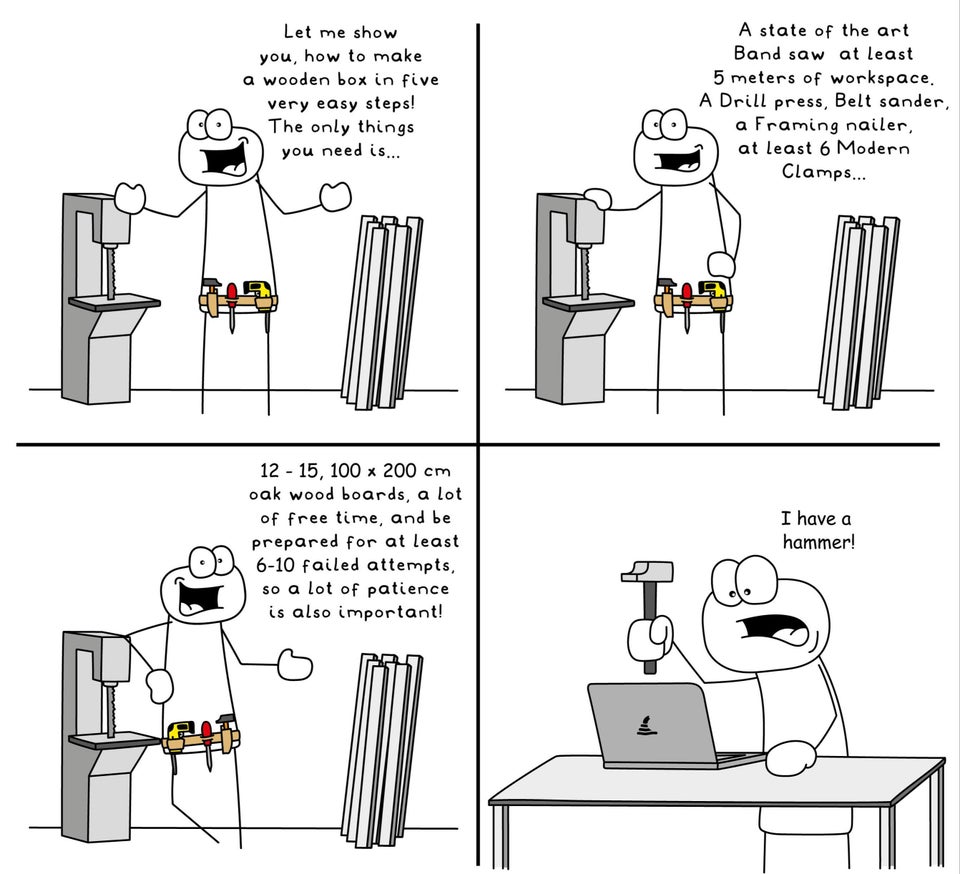 Let me show
you, how to make
a wooden box in five
very easy steps!
The only things
you need is...
A state of the art
Band saw at least
5 meters of workspace.
A Drill press, Belt sander,
a Framing nailer,
at least 6 Modern
Clamps...
12 - 15, 100 x 200 cm
oak wood boards, a lot
of free time, and be
prepared for at least
6-10 failed attempts,
so a lot of patience
is also important!
I have a
hammer!